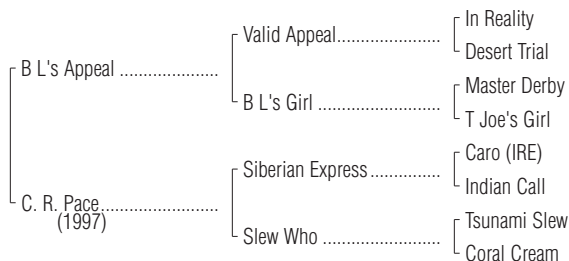 In Reality
Valid Appeal................................
Desert Trial
B L's Appeal ..............................
Master Derby
B L's Girl .....................................
T Joe's Girl
Caro (IRE)
Siberian Express.....................
Indian Call
C. R. Pace....................................
(1997)
Tsunami Slew
Slew Who ....................................
Coral Cream